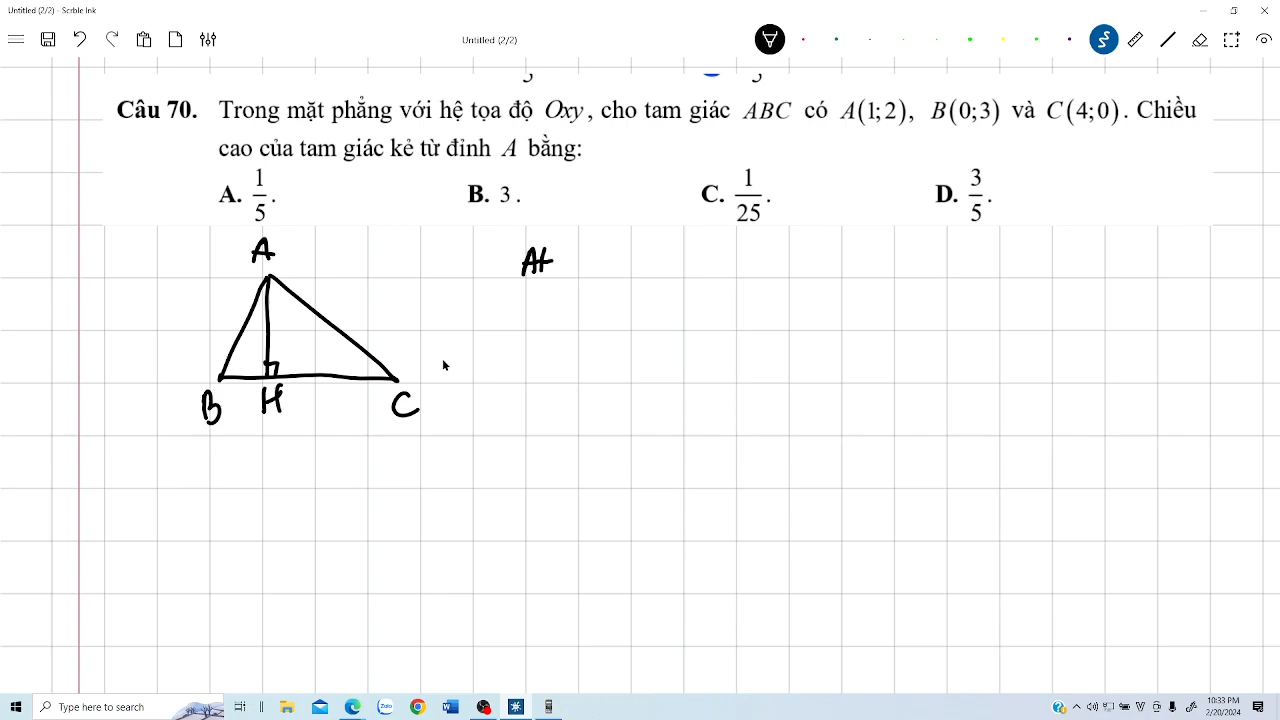 Untitled (2/2) - Scrble Ink
Untitled (2/2)
Câu 70. Trong mặt phẳng với hệ tọa độ Oxy, cho tam giác ABC có A(1;2), B(0;3) và C(4;0). Chiều
cao của tam giác kẻ từ đỉnh A bằng:
A. 1/5. B. 3. C. 1/25. D. 3/5.
A
AH
B H C
Type here to search
10:33 PM
2/20/2024